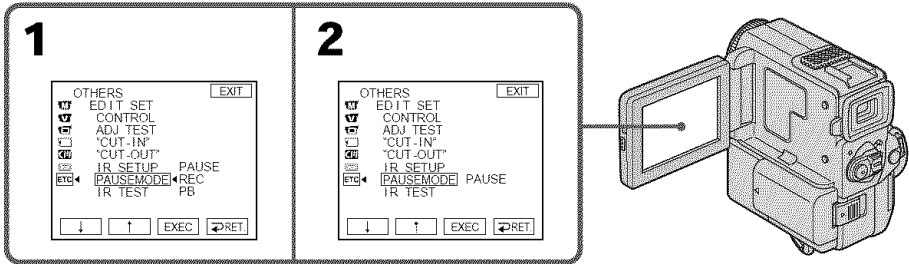 1
OTHERS EXIT
EDIT SET
CONTROL
ADJ TEST
"CUT-IN"
"CUT-OUT"
IR SETUP PAUSE
ETC PAUSEMODE REC
IR TEST PB
↓ ↑ EXEC RET.
2
OTHERS EXIT
EDIT SET
CONTROL
ADJ TEST
"CUT-IN"
"CUT-OUT"
IR SETUP
ETC PAUSEMODE PAUSE
IR TEST
↓ ↑ EXEC RET.